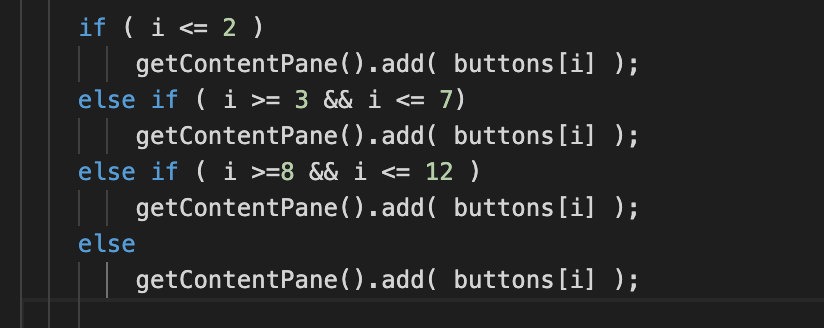 if ( i <= 2 )
getContentPane().add( buttons[i] );
else if ( i >= 3 && i <= 7)
getContentPane().add( buttons[i] );
else if ( i >=8 && i <= 12 )
getContentPane().add( buttons[i] );
else
getContentPane().add( buttons[i] );